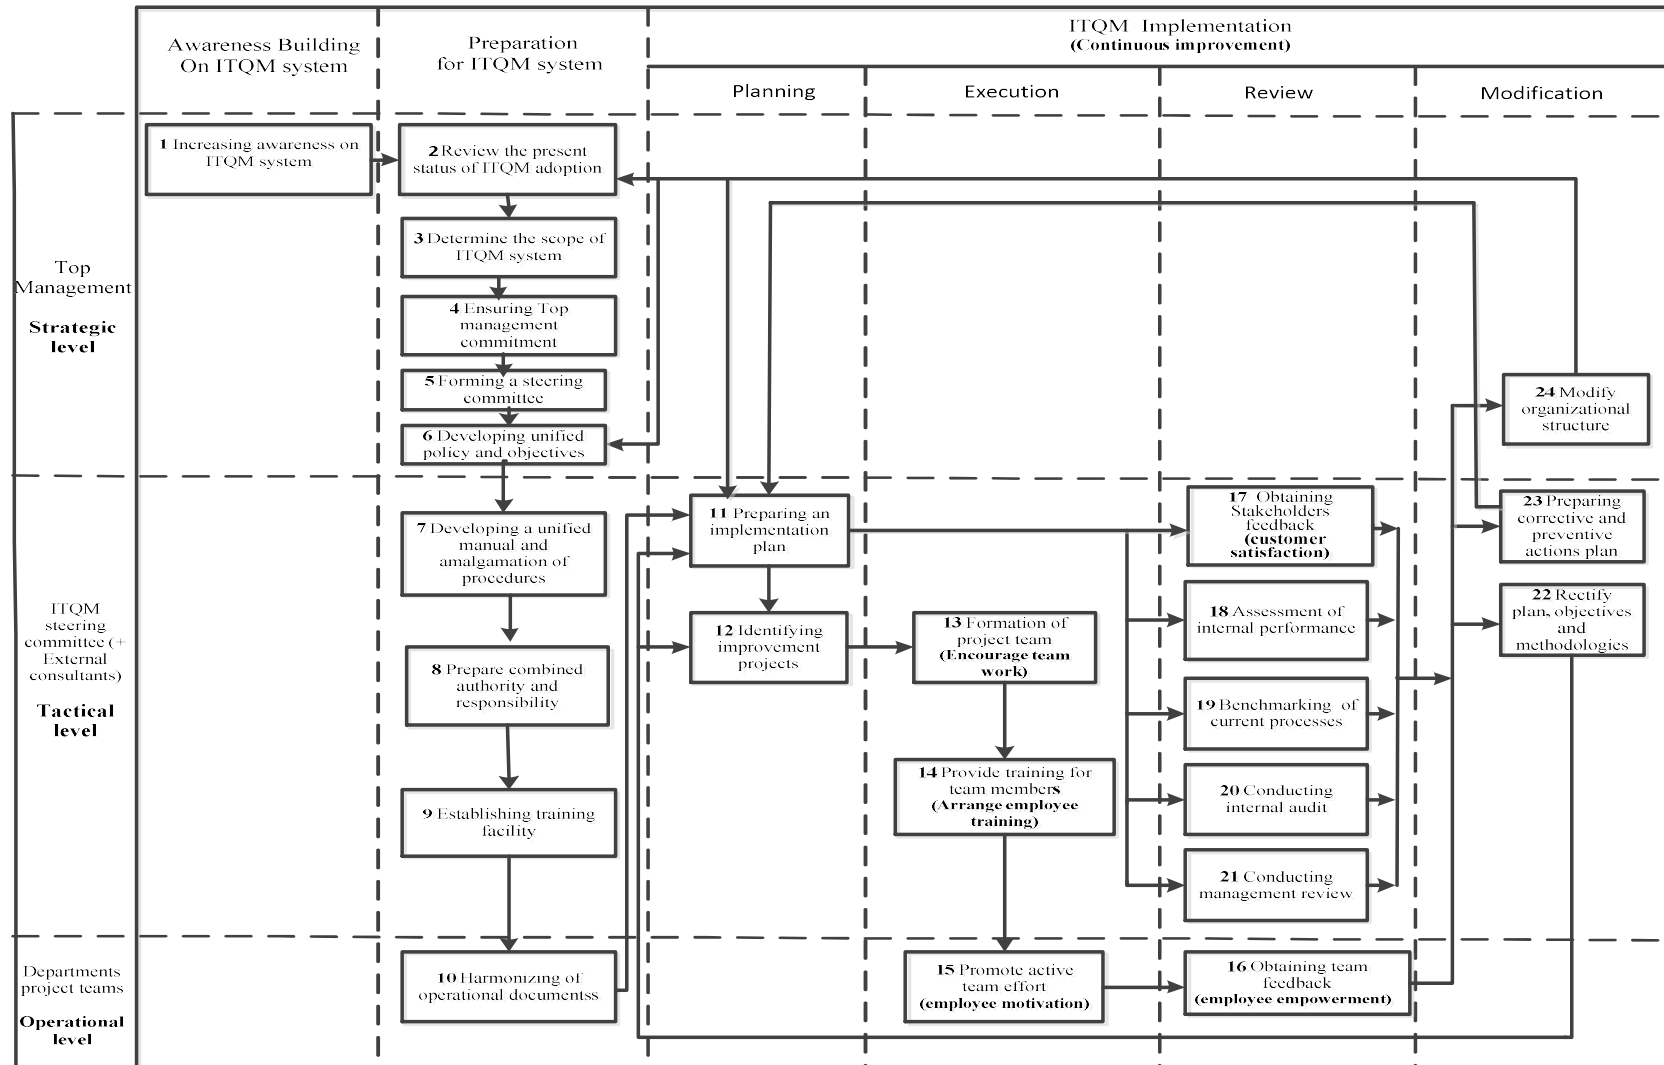 Awareness Building
On ITQM system
Preparation
for ITQM system
ITQM Implementation
(Continuous improvement)
Planning
Execution
Review
Modification
Top
Management
Strategic
level
1 Increasing awareness on
ITQM system
2 Review the present
status of ITQM adoption
3 Determine the scope of
ITQM system
4 Ensuring Top
management
commitment
5 Forming a steering
committee
6 Developing unified
policy and objectives
24 Modify
organizational
structure
ITQM
steering
committee (+
External
consultants)
Tactical
level
7 Developing a unified
manual and
amalgamation of
procedures
8 Prepare combined
authority and
responsibility
9 Establishing training
facility
11 Preparing an
implementation
plan
12 Identifying
improvement
projects
13 Formation of
project team
(Encourage team
work)
14 Provide training for
team members
(Arrange employee
training)
17 Obtaining
Stakeholders
feedback
(customer
satisfaction)
18 Assessment of
internal performance
19 Benchmarking of
current processes
20 Conducting
internal audit
21 Conducting
management review
23 Preparing
corrective and
preventive
actions plan
22 Rectify
plan, objectives
and
methodologies
Departments
project teams
Operational
level
10 Harmonizing of
operational documentss
15 Promote active
team effort
(employee motivation)
16 Obtaining team
feedback
(employee empowerment)